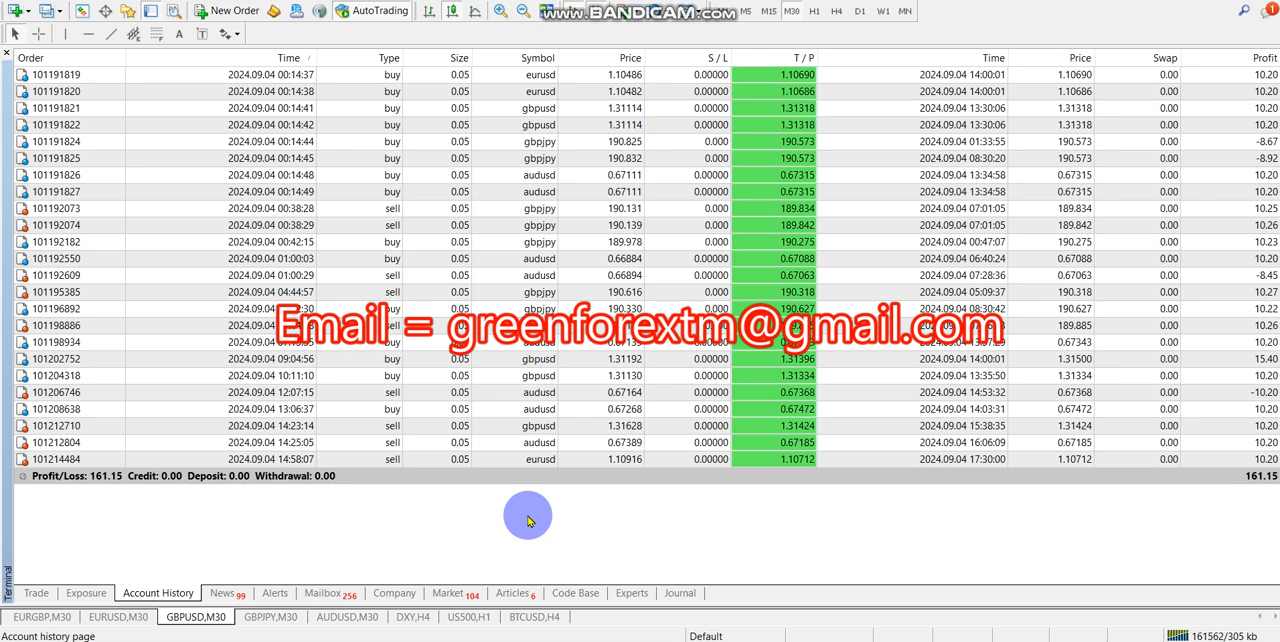 New Order AutoTrading www.BANDICAM.com M15 M30 H1 H4 D1 W1 MN 1
A T
Order Time / Type Size Symbol Price S / L T / P Time Price Swap Profit
101191819 2024.09.04 00:14:37 buy 0.05 eurusd 1.10486 0.00000 1.10690 2024.09.04 14:00:01 1.10690 0.00 10.20
101191820 2024.09.04 00:14:38 buy 0.05 eurusd 1.10482 0.00000 1.10686 2024.09.04 14:00:01 1.10686 0.00 10.20
101191821 2024.09.04 00:14:41 buy 0.05 gbpusd 1.31114 0.00000 1.31318 2024.09.04 13:30:06 1.31318 0.00 10.20
101191822 2024.09.04 00:14:42 buy 0.05 gbpusd 1.31114 0.00000 1.31318 2024.09.04 13:30:06 1.31318 0.00 10.20
101191824 2024.09.04 00:14:44 buy 0.05 gbpjpy 190.825 0.000 190.573 2024.09.04 01:33:55 190.573 0.00 -8.67
101191825 2024.09.04 00:14:45 buy 0.05 gbpjpy 190.832 0.000 190.573 2024.09.04 08:30:20 190.573 0.00 -8.92
101191826 2024.09.04 00:14:48 buy 0.05 audusd 0.67111 0.00000 0.67315 2024.09.04 13:34:58 0.67315 0.00 10.20
101191827 2024.09.04 00:14:49 buy 0.05 audusd 0.67111 0.00000 0.67315 2024.09.04 13:34:58 0.67315 0.00 10.20
101192073 2024.09.04 00:38:28 sell 0.05 gbpjpy 190.131 0.000 189.834 2024.09.04 07:01:05 189.834 0.00 10.25
101192074 2024.09.04 00:38:29 sell 0.05 gbpjpy 190.139 0.000 189.842 2024.09.04 07:01:05 189.842 0.00 10.26
101192182 2024.09.04 00:42:15 buy 0.05 gbpjpy 189.978 0.000 190.275 2024.09.04 00:47:07 190.275 0.00 10.23
101192550 2024.09.04 01:00:03 buy 0.05 audusd 0.66884 0.00000 0.67088 2024.09.04 06:40:24 0.67088 0.00 10.20
101192609 2024.09.04 01:00:29 sell 0.05 audusd 0.66894 0.00000 0.67063 2024.09.04 07:28:36 0.67063 0.00 -8.45
101195385 2024.09.04 04:44:57 sell 0.05 gbpjpy 190.616 0.000 190.318 2024.09.04 05:09:37 190.318 0.00 10.27
101196892 buy 0.05 gbpjpy 190.330 0.000 190.627 2024.09.04 08:30:42 190.627 0.00 10.22
Email = greenforextm@gmail.com
101198886 189.885 0.00 10.26
101198934 0.67343 0.00 10.20
101202752 2024.09.04 09:04:56 buy 0.05 gbpusd 1.31192 0.00000 1.31396 2024.09.04 14:00:01 1.31500 0.00 15.40
101204318 2024.09.04 10:11:10 buy 0.05 gbpusd 1.31130 0.00000 1.31334 2024.09.04 13:35:50 1.31334 0.00 10.20
101206746 2024.09.04 12:07:15 sell 0.05 audusd 0.67164 0.00000 0.67368 2024.09.04 14:53:32 0.67368 0.00 -10.20
101208638 2024.09.04 13:06:37 buy 0.05 audusd 0.67268 0.00000 0.67472 2024.09.04 14:03:31 0.67472 0.00 10.20
101212710 2024.09.04 14:23:14 sell 0.05 gbpusd 1.31628 0.00000 1.31424 2024.09.04 15:38:35 1.31424 0.00 10.20
101212804 2024.09.04 14:25:05 sell 0.05 audusd 0.67389 0.00000 0.67185 2024.09.04 16:06:09 0.67185 0.00 10.20
101214484 2024.09.04 14:58:07 sell 0.05 eurusd 1.10916 0.00000 1.10712 2024.09.04 17:30:00 1.10712 0.00 10.20
Profit/Loss: 161.15 Credit: 0.00 Deposit: 0.00 Withdrawal: 0.00 161.15
Terminal
Trade Exposure Account History News 99 Alerts Mailbox 256 Company Market 104 Articles 6 Code Base Experts Journal
EURGBP,M30 EURUSD,M30 GBPUSD,M30 GBPJPY,M30 AUDUSD,M30 DXY,H4 US500,H1 BTCUSD,H4
Account history page Default 161562/305 kb